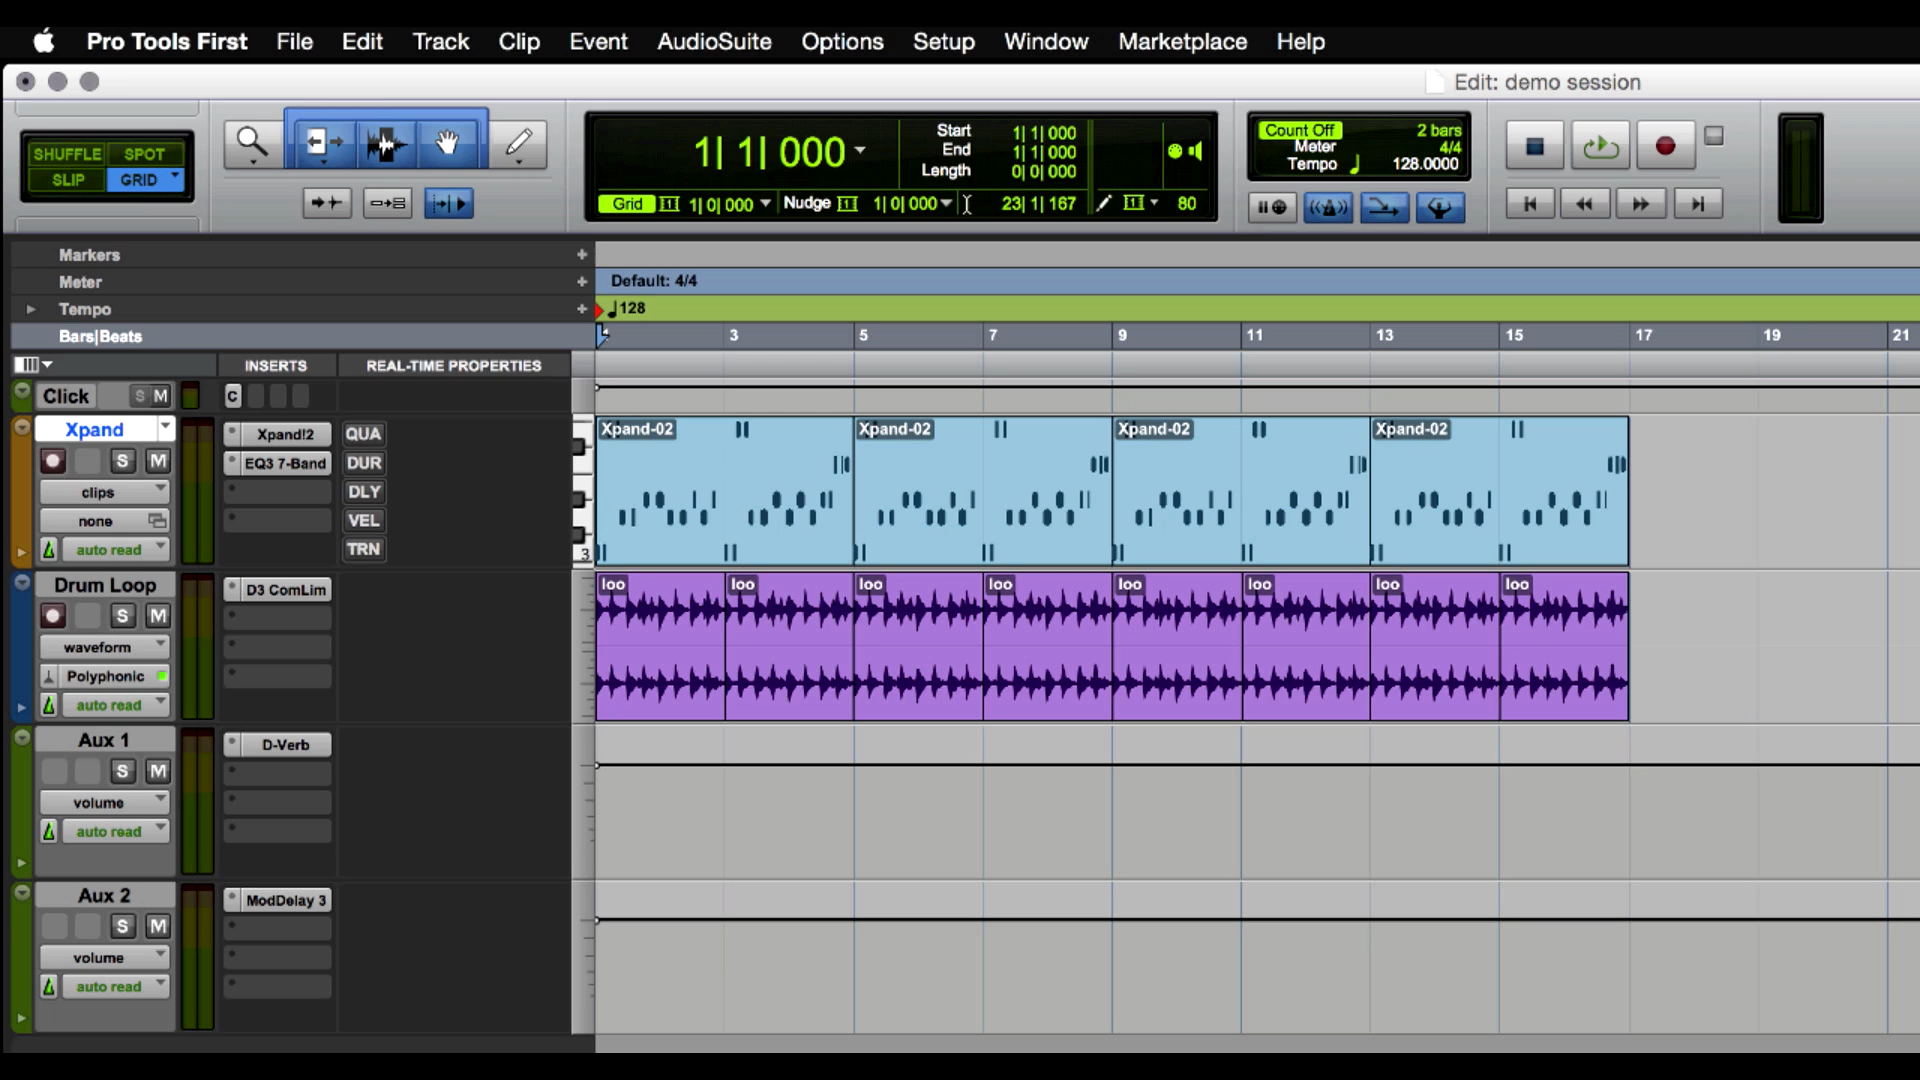 Pro Tools First File Edit Track Clip Event AudioSuite Options Setup Window Marketplace Help
Edit: demo session
SHUFFLE SPOT
SLIP GRID
1| 1| 000
Start 1| 1| 000
End 1| 1| 000
Length 0| 0| 000
Grid 1| 0| 000 Nudge 1| 0| 000 23| 1| 167 80
Count Off 2 bars
Meter 4/4
Tempo 128.0000
Markers
Meter Default: 4/4
Tempo 128
Bars|Beats 3 5 7 9 11 13 15 17 19 21
INSERTS REAL-TIME PROPERTIES
Click S M C
Xpand Xpand!2 QUA Xpand-02 Xpand-02 Xpand-02 Xpand-02
S M EQ3 7-Band DUR
clips DLY
none VEL
auto read TRN 3
Drum Loop D3 ComLim loo loo loo loo loo loo loo loo
S M
waveform
Polyphonic
auto read
Aux 1 D-Verb
S M
volume
auto read
Aux 2 ModDelay 3
S M
volume
auto read